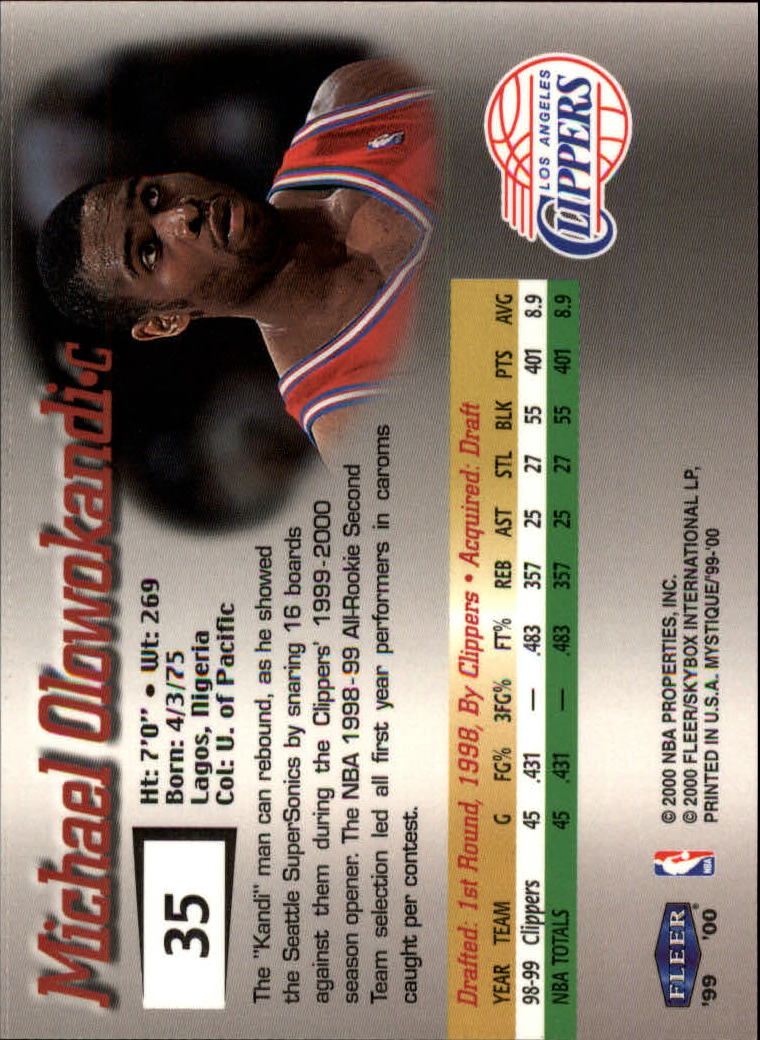 Michael Olowokandi•C
35
Ht: 7'0" • Wt: 269
Born: 4/3/75
Lagos, Nigeria
Col: U. of Pacific
The "Kandi" man can rebound, as he showed
the Seattle SuperSonics by snaring 16 boards
against them during the Clippers' 1999-2000
season opener. The NBA 1998-99 All-Rookie Second
Team selection led all first year performers in caroms
caught per contest.
Drafted: 1st Round, 1998, By Clippers • Acquired: Draft
YEAR TEAM G FG% 3FG% FT% REB AST STL BLK PTS AVG
98-99 Clippers 45 .431 — .483 357 25 27 55 401 8.9
NBA TOTALS 45 .431 — .483 357 25 27 55 401 8.9
LOS ANGELES
CLIPPERS
FLEER®
'99 '00
NBA
© 2000 NBA PROPERTIES, INC.
© 2000 FLEER/SKYBOX INTERNATIONAL LP,
PRINTED IN U.S.A. MYSTIQUE/'99-'00